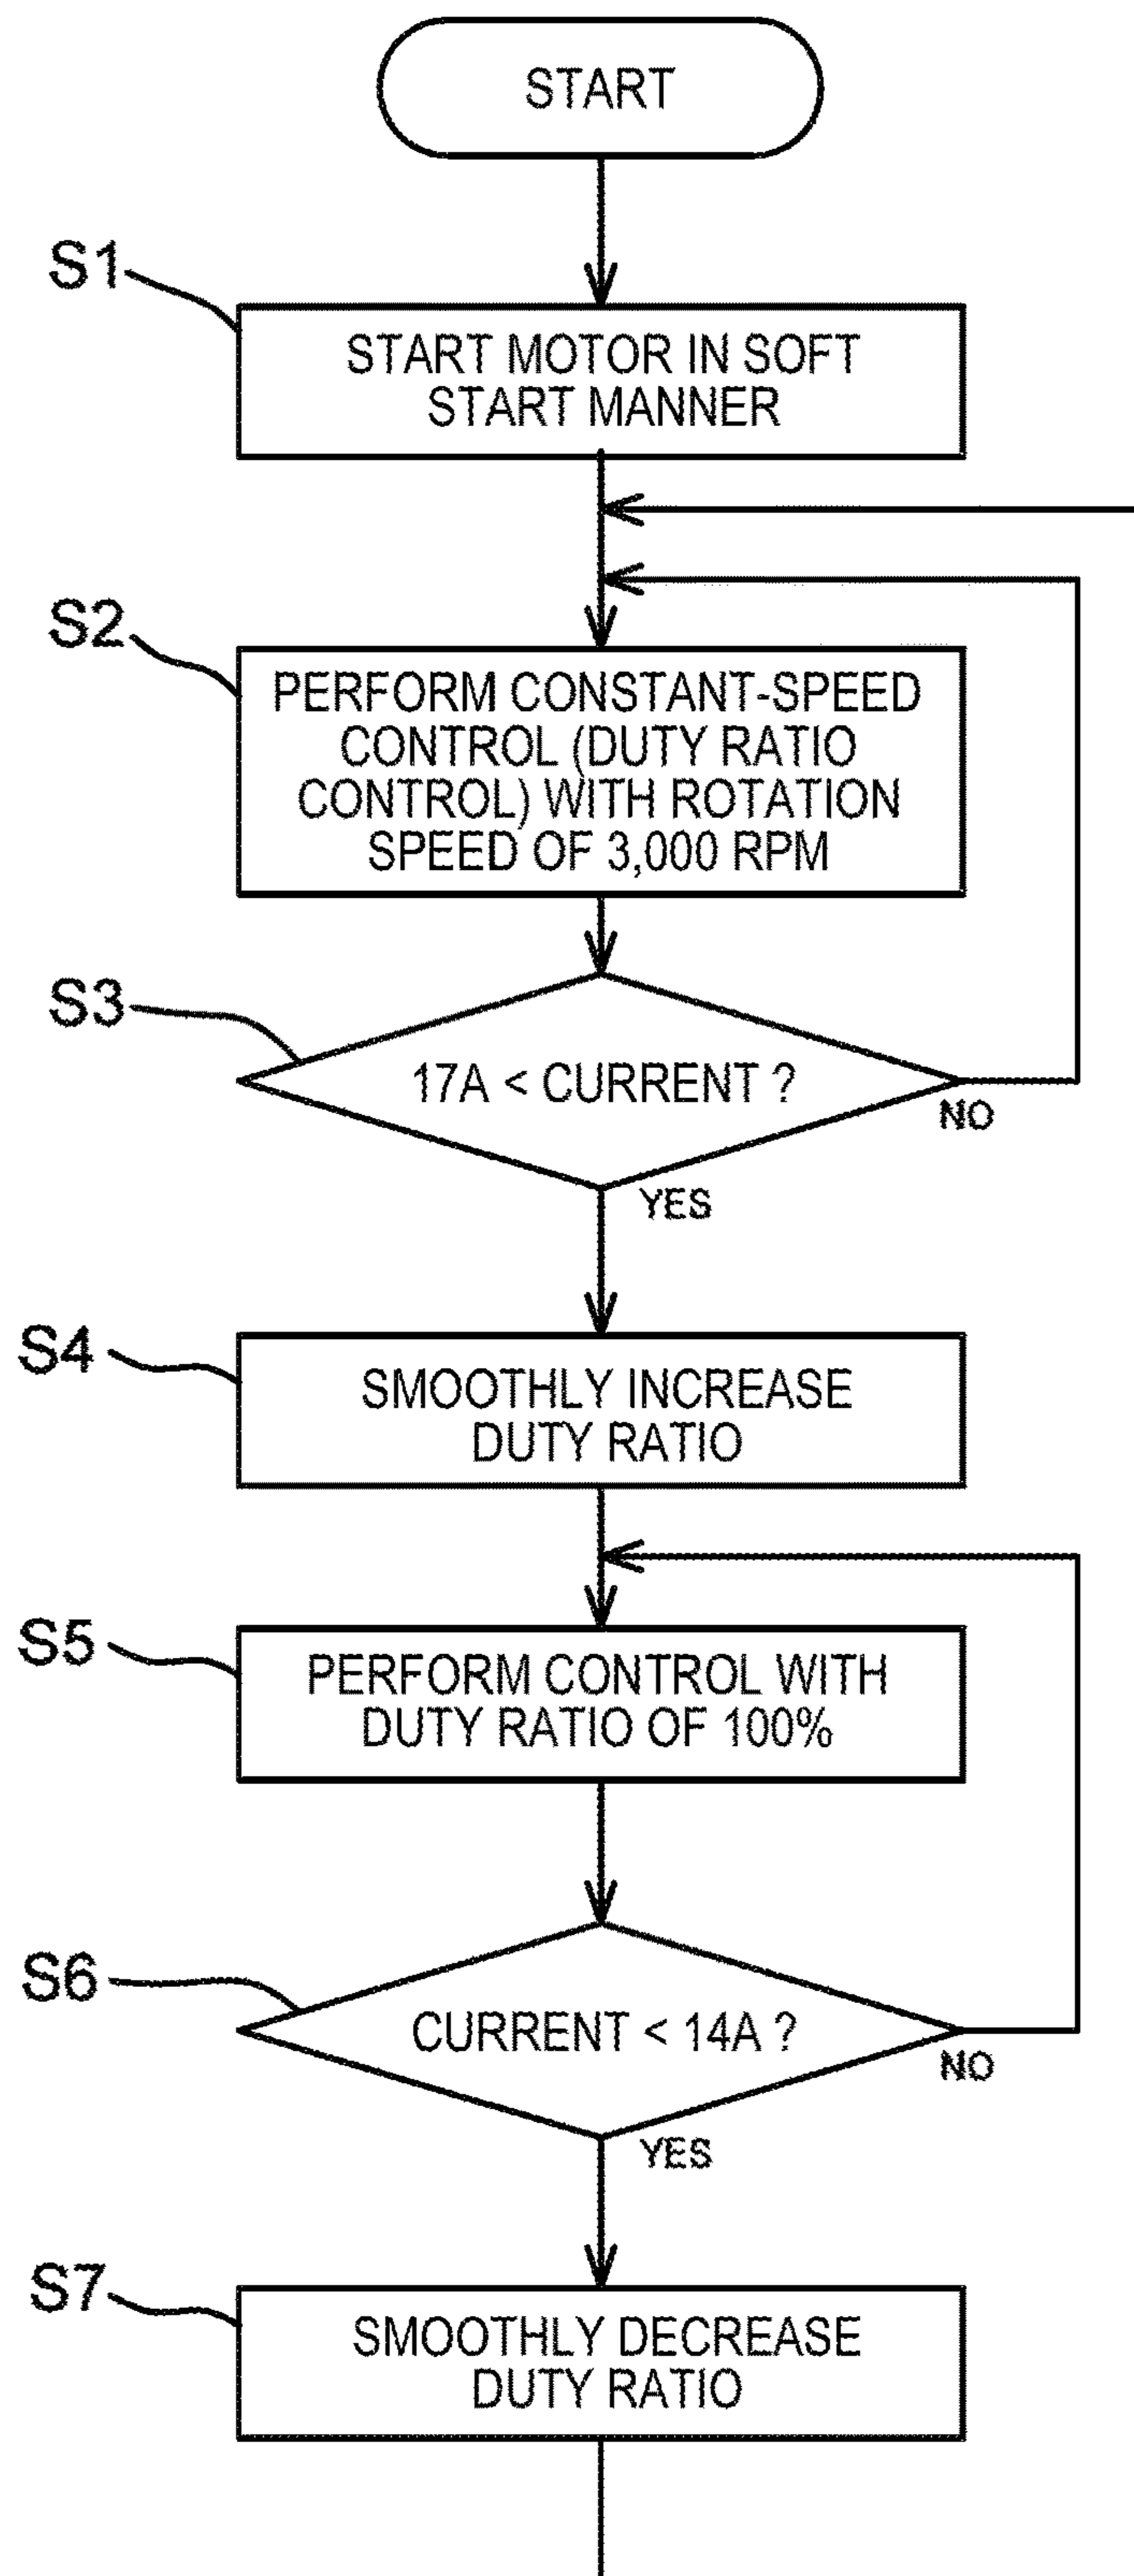 START
S1
START MOTOR IN SOFT
START MANNER
S2
PERFORM CONSTANT-SPEED
CONTROL (DUTY RATIO
CONTROL) WITH ROTATION
SPEED OF 3,000 RPM
S3
17A < CURRENT ?
NO
YES
S4
SMOOTHLY INCREASE
DUTY RATIO
S5
PERFORM CONTROL WITH
DUTY RATIO OF 100%
S6
CURRENT < 14A ?
NO
YES
S7
SMOOTHLY DECREASE
DUTY RATIO